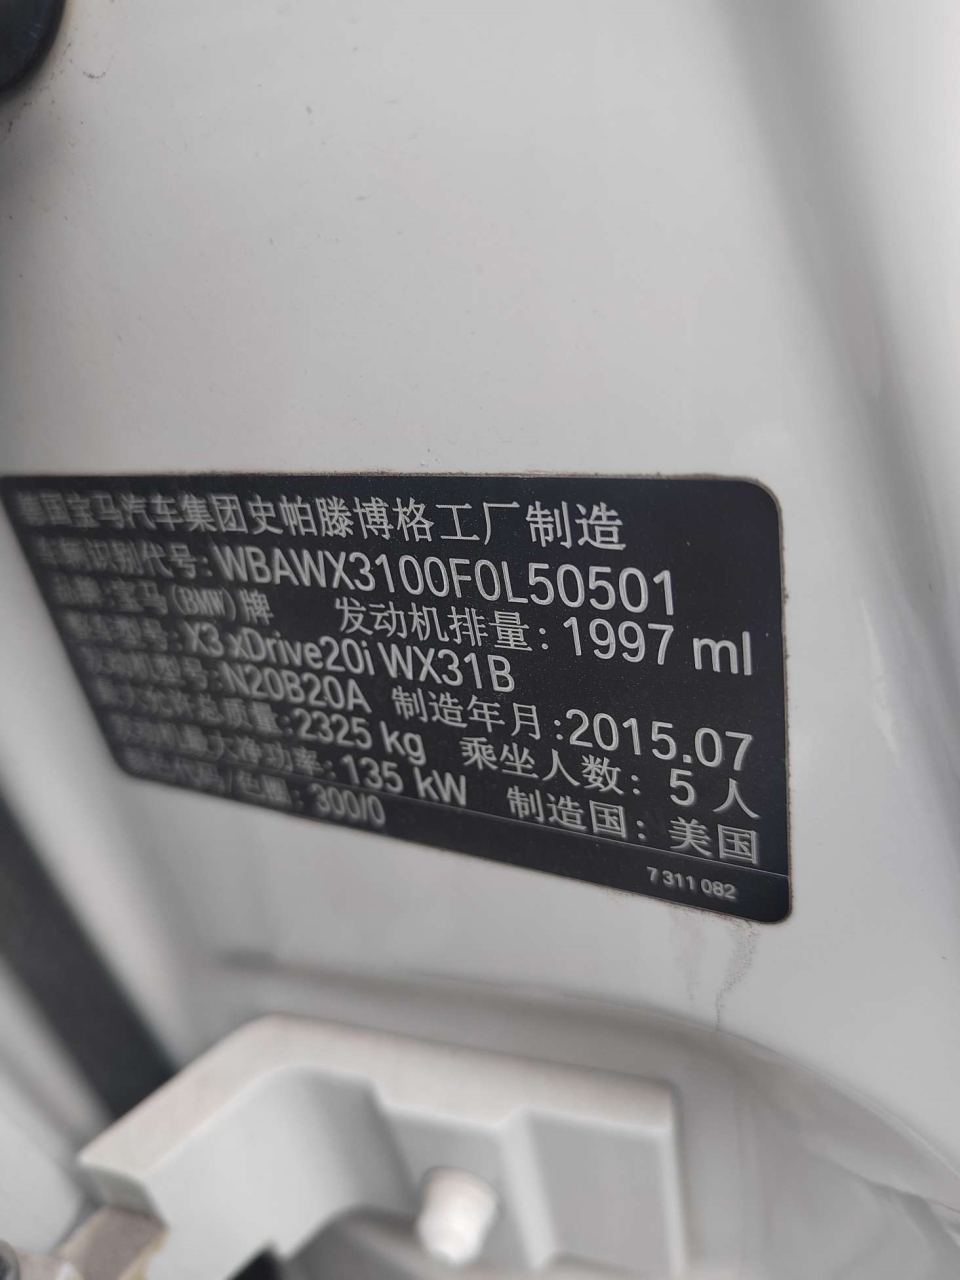 德国宝马汽车集团史帕滕博格工厂制造
车辆识别代号: WBAWX3100F0L50501
品牌: 宝马(BMW)牌 发动机排量: 1997 ml
整车型号: X3 xDrive20i WX31B
发动机型号: N20B20A 制造年月: 2015.07
最大允许总质量: 2325 kg 乘坐人数: 5 人
发动机最大净功率: 135 kW 制造国: 美国
代码/色 : 300/0
7 311 082